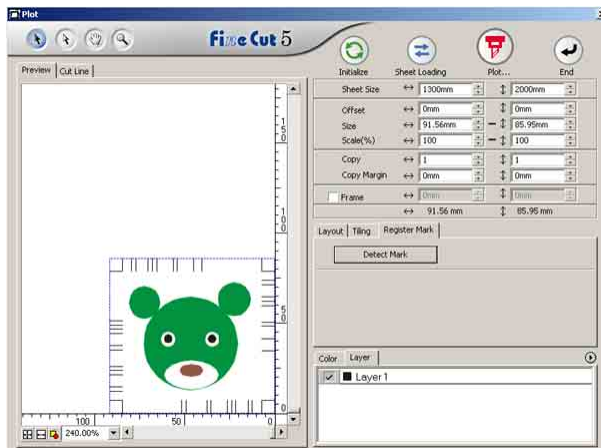 Plot
Fine Cut 5
Initialize
Sheet Loading
Plot...
End
Preview
Cut Line
Sheet Size 1300mm 2000mm
Offset 0mm 0mm
Size 91.56mm 85.95mm
Scale(%) 100 100
Copy 1 1
Copy Margin 0mm 0mm
Frame 0mm 0mm
91.56 mm 85.95 mm
Layout Tiling Register Mark
Detect Mark
Color Layer
Layer 1
150
100
50
0
100 50 0
240.00%